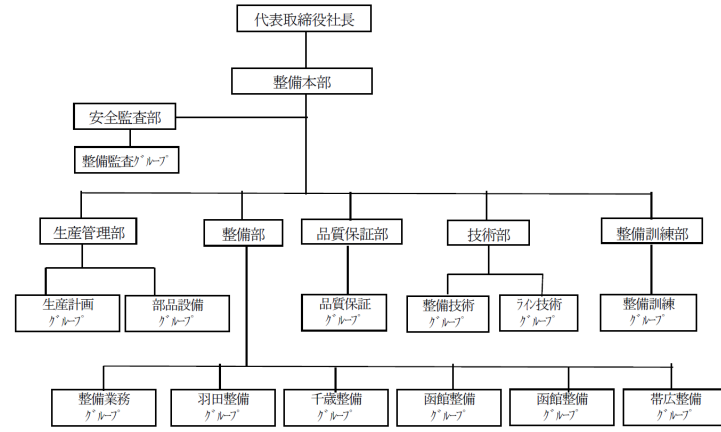 代表取締役社長
整備本部
安全監査部
整備監査ｸﾞﾙｰﾌﾟ
生産管理部
整備部
品質保証部
技術部
整備訓練部
生産計画
ｸﾞﾙｰﾌﾟ
部品設備
ｸﾞﾙｰﾌﾟ
品質保証
ｸﾞﾙｰﾌﾟ
整備技術
ｸﾞﾙｰﾌﾟ
ﾗｲﾝ技術
ｸﾞﾙｰﾌﾟ
整備訓練
ｸﾞﾙｰﾌﾟ
整備業務
ｸﾞﾙｰﾌﾟ
羽田整備
ｸﾞﾙｰﾌﾟ
千歳整備
ｸﾞﾙｰﾌﾟ
函館整備
ｸﾞﾙｰﾌﾟ
函館整備
ｸﾞﾙｰﾌﾟ
帯広整備
ｸﾞﾙｰﾌﾟ